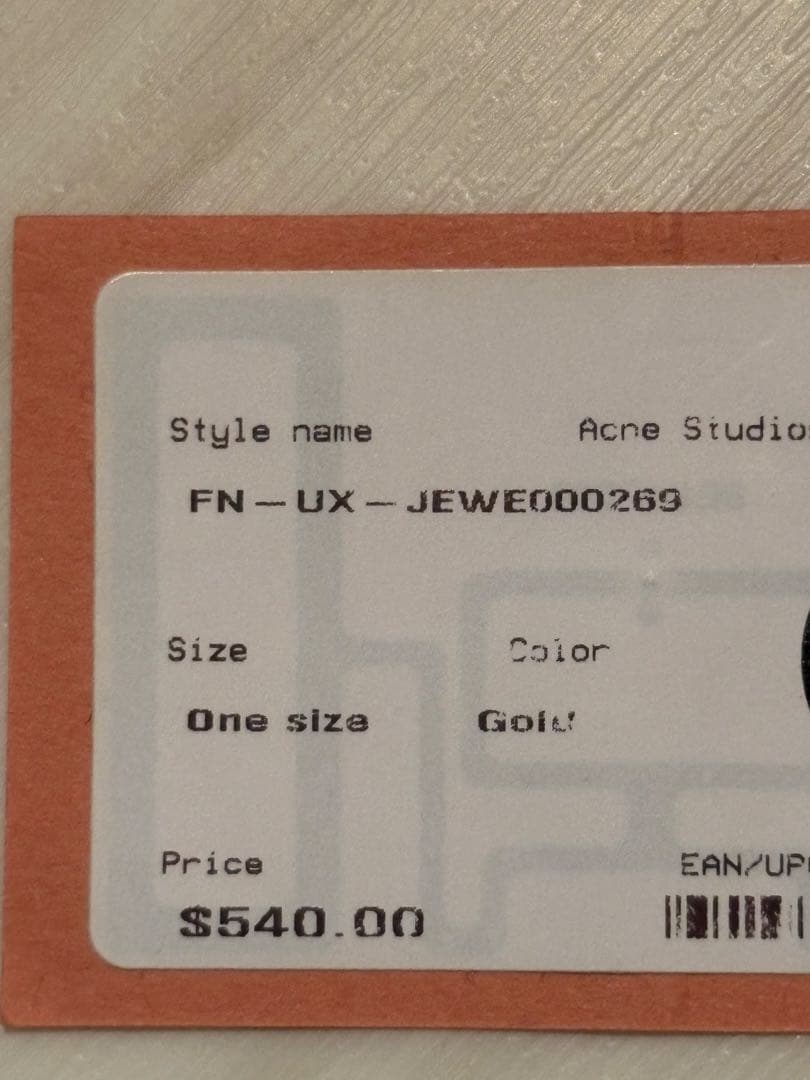 Style name Acne Studio
FN-UX-JEWE000269
Size Color
One size Gold
Price EAN/UP
$540.00